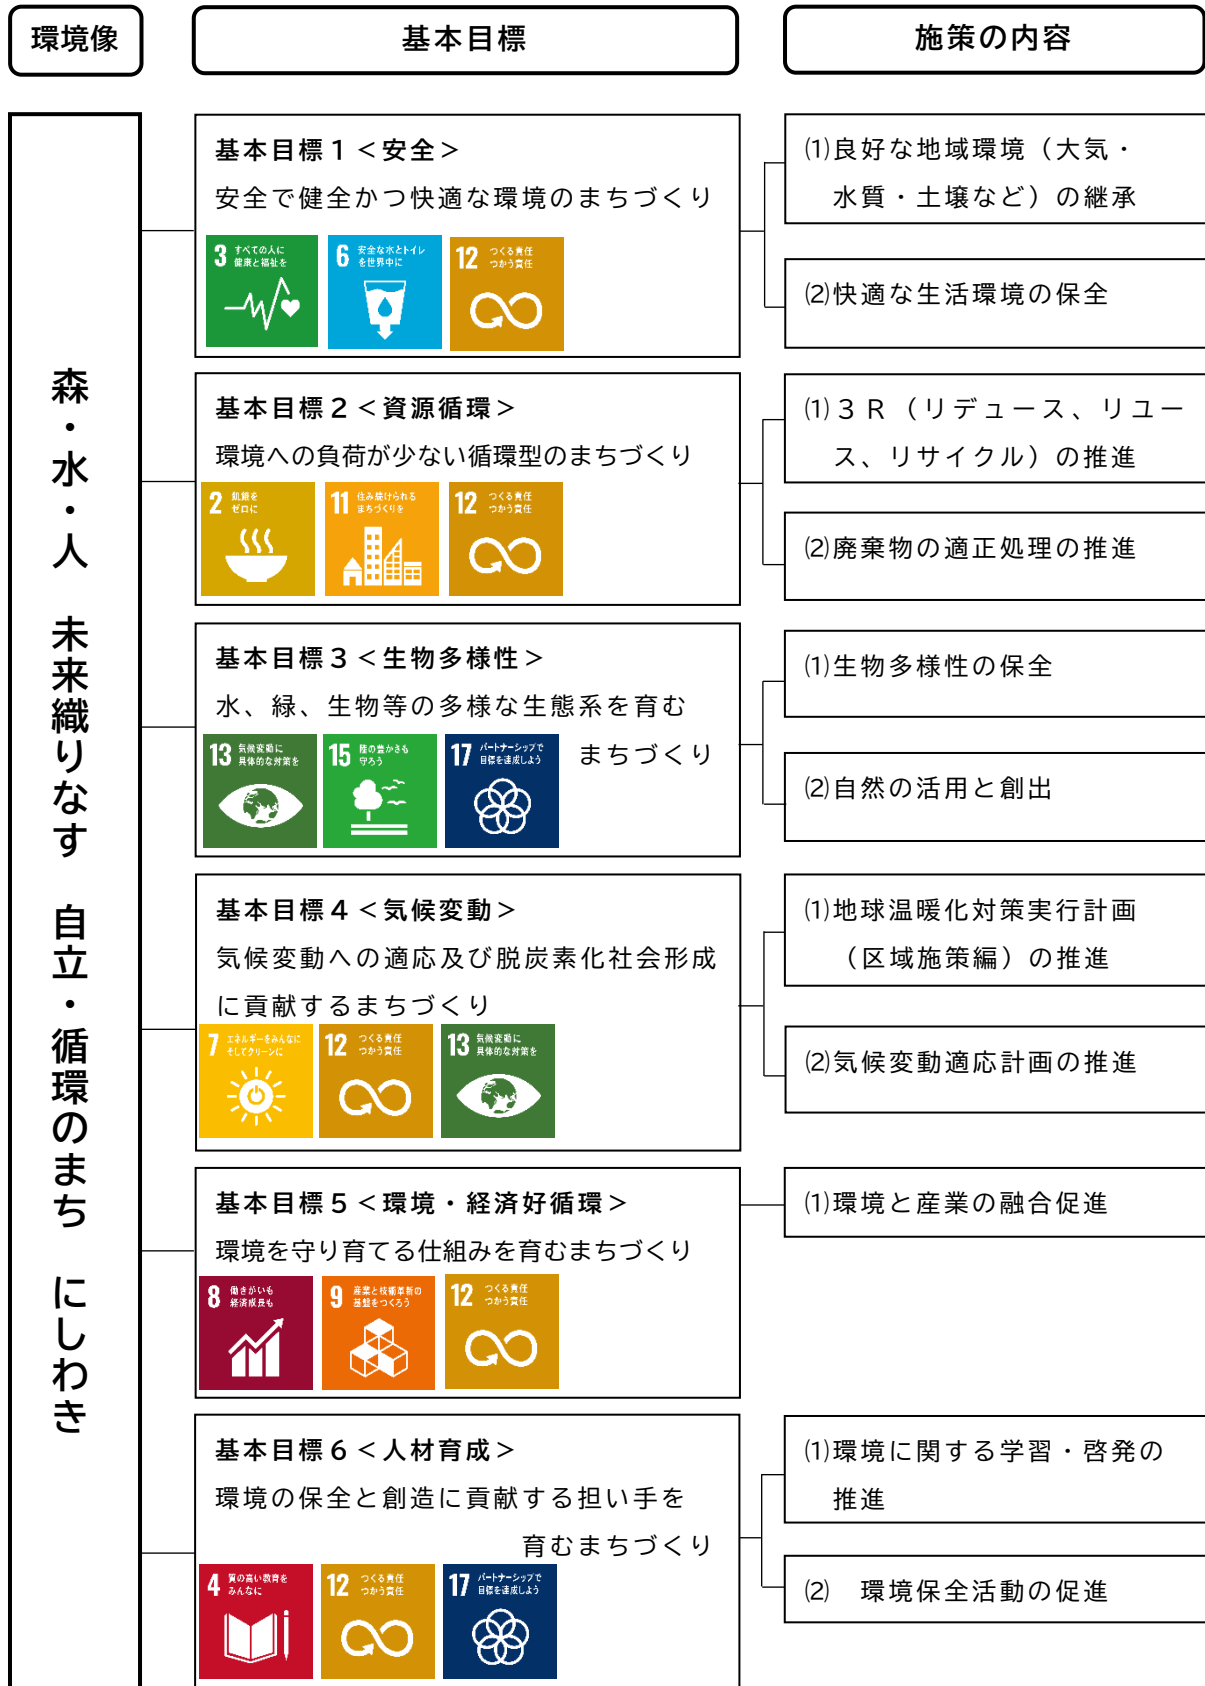 環境像
基本目標
施策の内容
森・水・人　未来織りなす　自立・循環のまち　にしわき
基本目標１＜安全＞
安全で健全かつ快適な環境のまちづくり
3 すべての人に
健康と福祉を
6 安全な水とトイレ
を世界中に
12 つくる責任
つかう責任
⑴良好な地域環境（大気・
水質・土壌など）の継承
⑵快適な生活環境の保全
基本目標２＜資源循環＞
環境への負荷が少ない循環型のまちづくり
2 飢餓を
ゼロに
11 住み続けられる
まちづくりを
12 つくる責任
つかう責任
⑴３Ｒ（リデュース、リユー
ス、リサイクル）の推進
⑵廃棄物の適正処理の推進
基本目標３＜生物多様性＞
水、緑、生物等の多様な生態系を育む
まちづくり
13 気候変動に
具体的な対策を
15 陸の豊かさも
守ろう
17 パートナーシップで
目標を達成しよう
⑴生物多様性の保全
⑵自然の活用と創出
基本目標４＜気候変動＞
気候変動への適応及び脱炭素化社会形成
に貢献するまちづくり
7 エネルギーをみんなに
そしてクリーンに
12 つくる責任
つかう責任
13 気候変動に
具体的な対策を
⑴地球温暖化対策実行計画
（区域施策編）の推進
⑵気候変動適応計画の推進
基本目標５＜環境・経済好循環＞
環境を守り育てる仕組みを育むまちづくり
8 働きがいも
経済成長も
9 産業と技術革新の
基盤をつくろう
12 つくる責任
つかう責任
⑴環境と産業の融合促進
基本目標６＜人材育成＞
環境の保全と創造に貢献する担い手を
育むまちづくり
4 質の高い教育を
みんなに
12 つくる責任
つかう責任
17 パートナーシップで
目標を達成しよう
⑴環境に関する学習・啓発の
推進
⑵　環境保全活動の促進